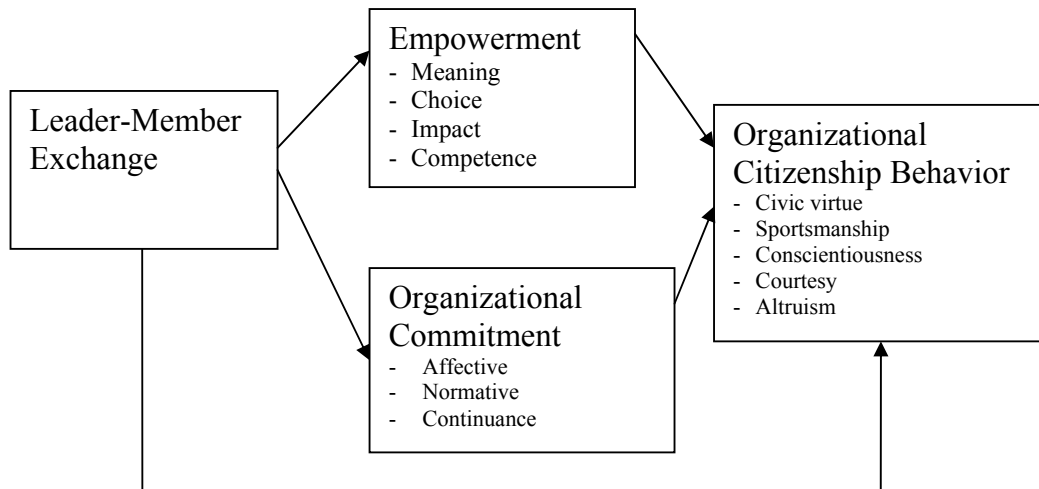 Leader-Member
Exchange
Empowerment
- Meaning
- Choice
- Impact
- Competence
Organizational
Commitment
- Affective
- Normative
- Continuance
Organizational
Citizenship Behavior
- Civic virtue
- Sportsmanship
- Conscientiousness
- Courtesy
- Altruism